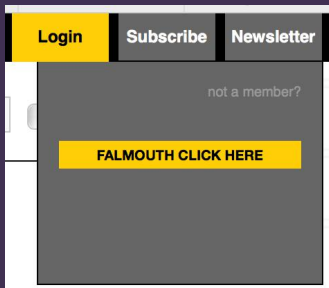 Login Subscribe Newsletter
not a member?
FALMOUTH CLICK HERE